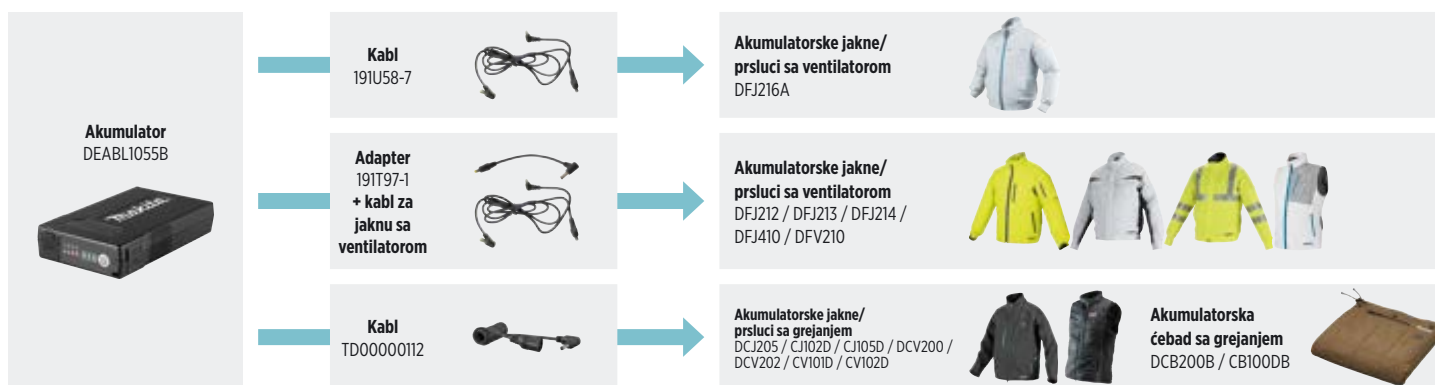 Akumulator
DEABL1055B
makita
Kabl
191U58-7
Akumulatorske jakne/
prsluci sa ventilatorom
DFJ216A
Adapter
191T97-1
+ kabl za
jaknu sa
ventilatorom
Akumulatorske jakne/
prsluci sa ventilatorom
DFJ212 / DFJ213 / DFJ214 /
DFJ410 / DFV210
Kabl
TD00000112
Akumulatorske jakne/
prsluci sa grejanjem
DCJ205 / CJ102D / CJ105D / DCV200 /
DCV202 / CV101D / CV102D
Akumulatorska
ćebad sa grejanjem
DCB200B / CB100DB